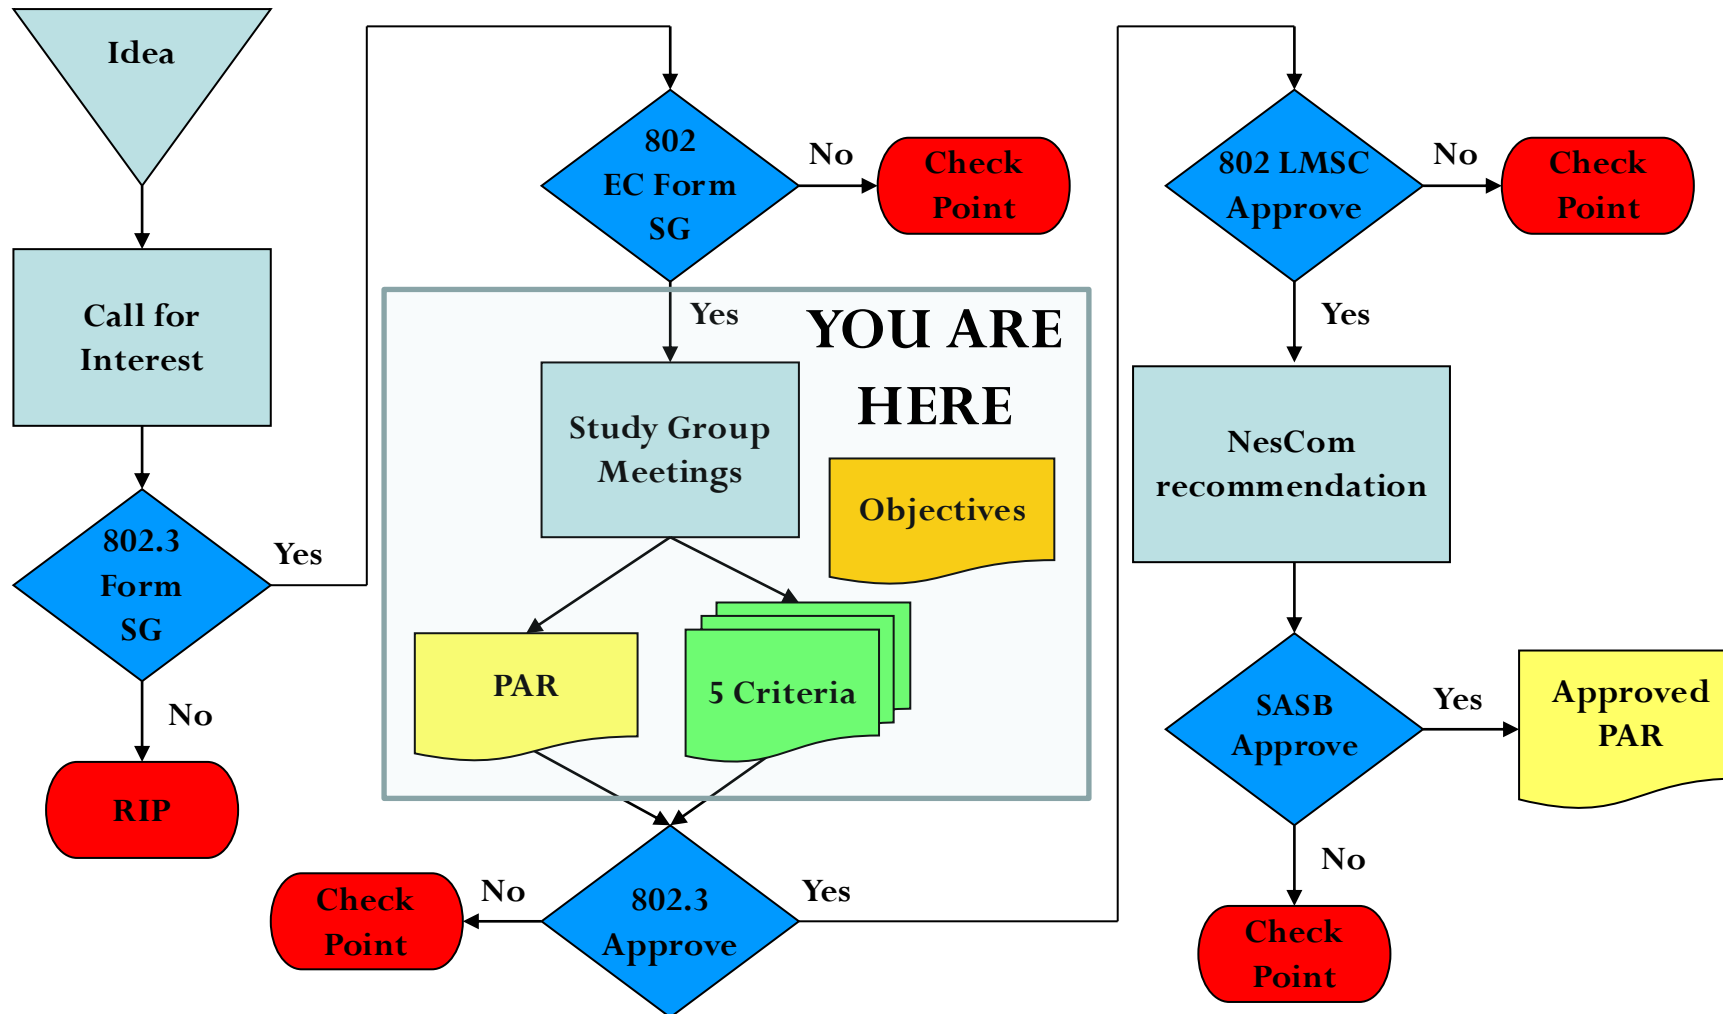 Idea
Call for
Interest
802.3
Form
SG
Yes
No
RIP
802
EC Form
SG
No
Check
Point
Yes
YOU ARE
HERE
Study Group
Meetings
Objectives
PAR
5 Criteria
802.3
Approve
No
Check
Point
Yes
802 LMSC
Approve
No
Check
Point
Yes
NesCom
recommendation
SASB
Approve
Yes
Approved
PAR
No
Check
Point